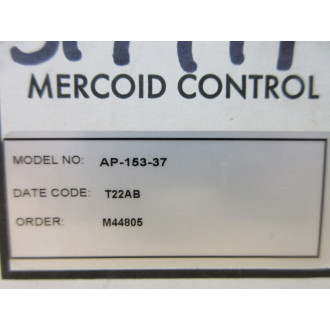 MERCOID CONTROL
MODEL NO: AP-153-37
DATE CODE: T22AB
ORDER: M44805